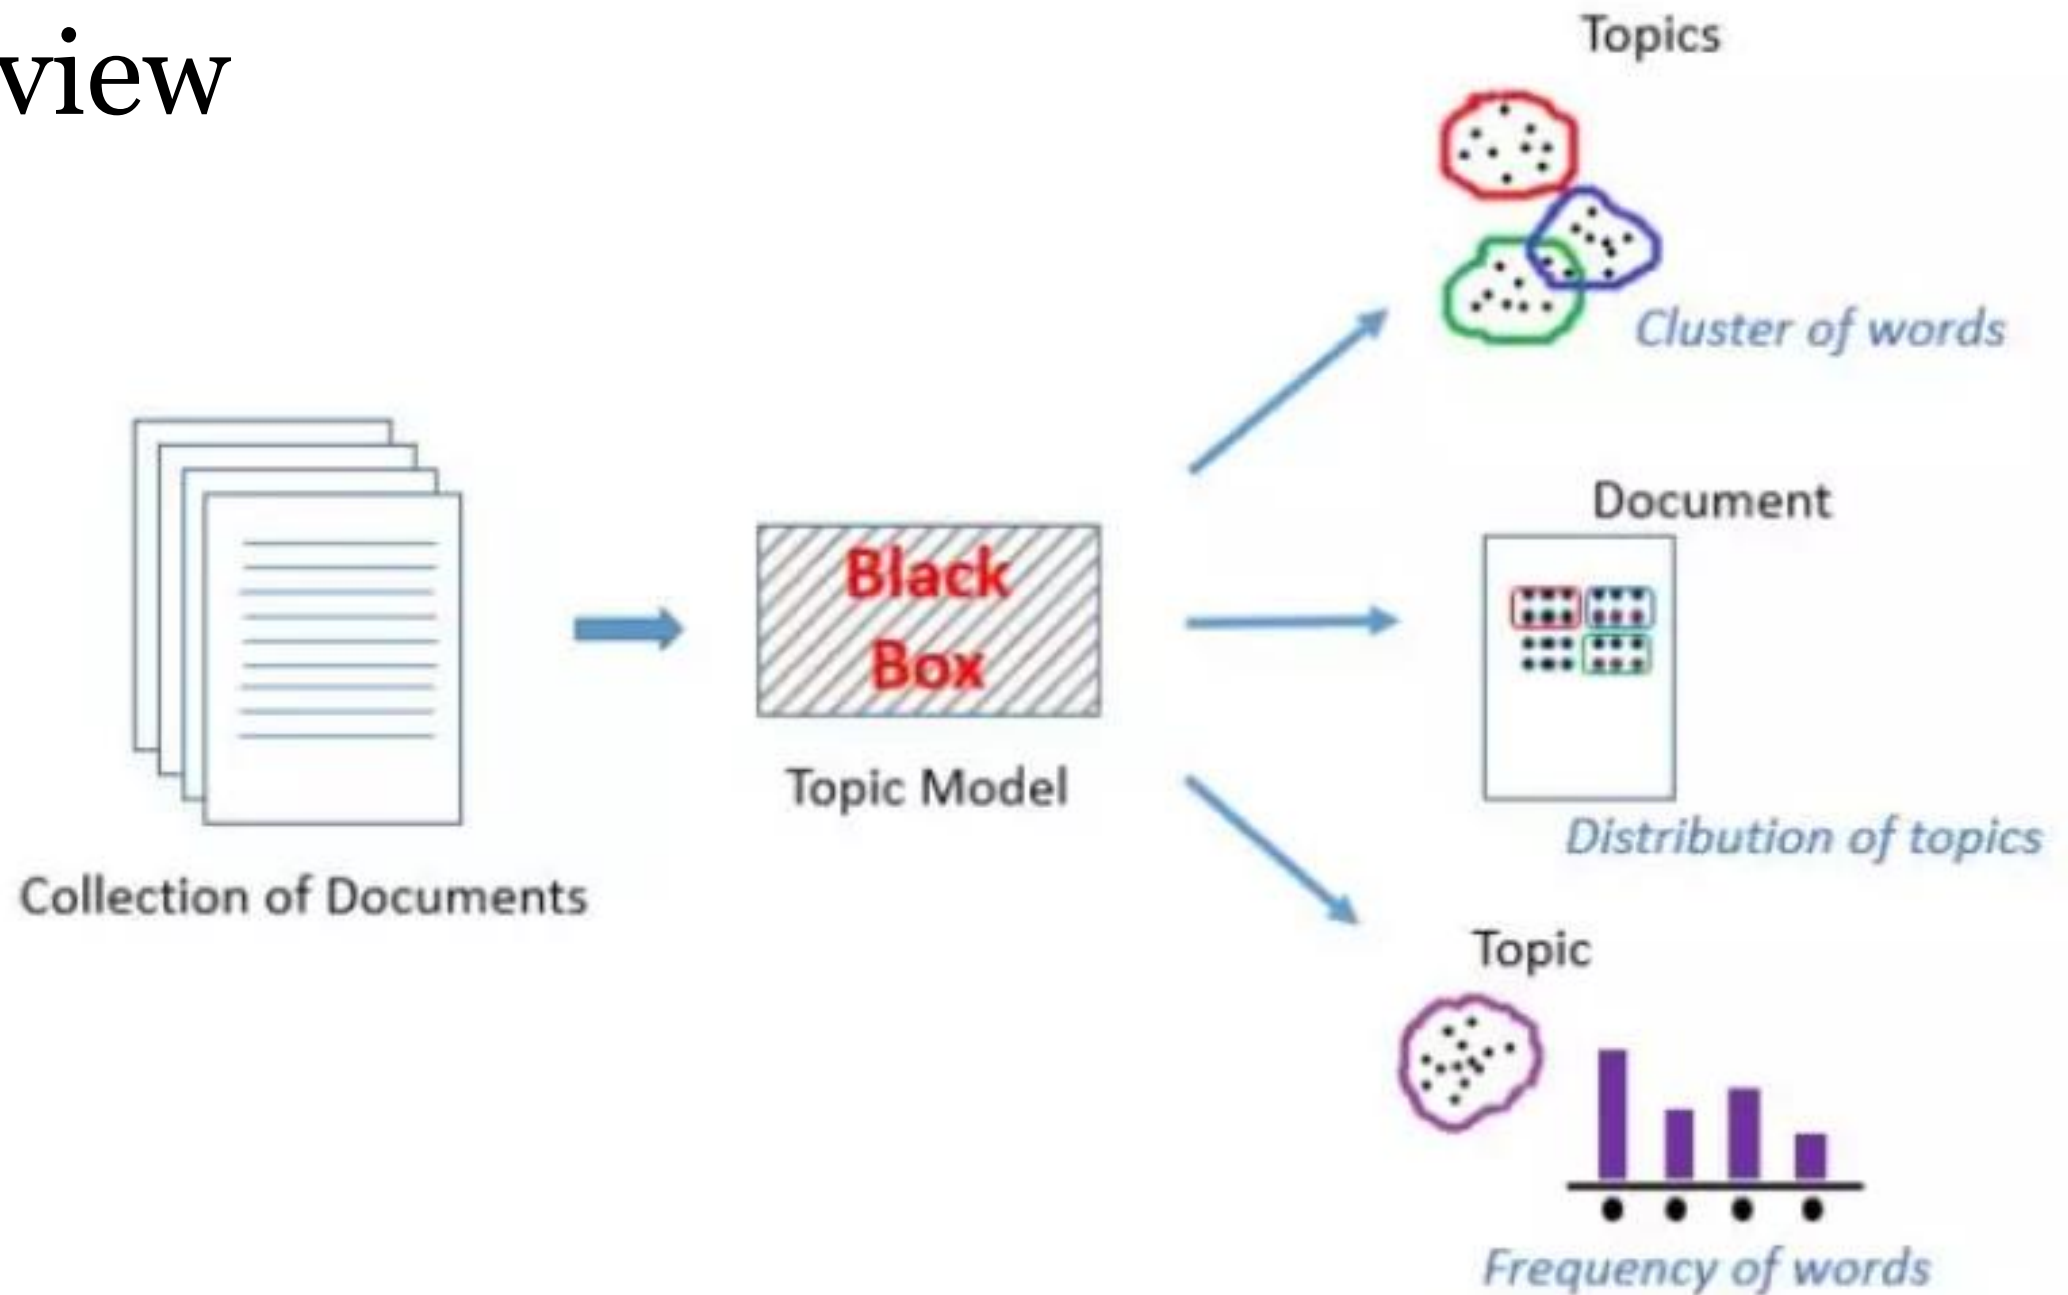 view
Topics
Cluster of words
Document
Distribution of topics
Black
Box
Topic Model
Collection of Documents
Topic
Frequency of words